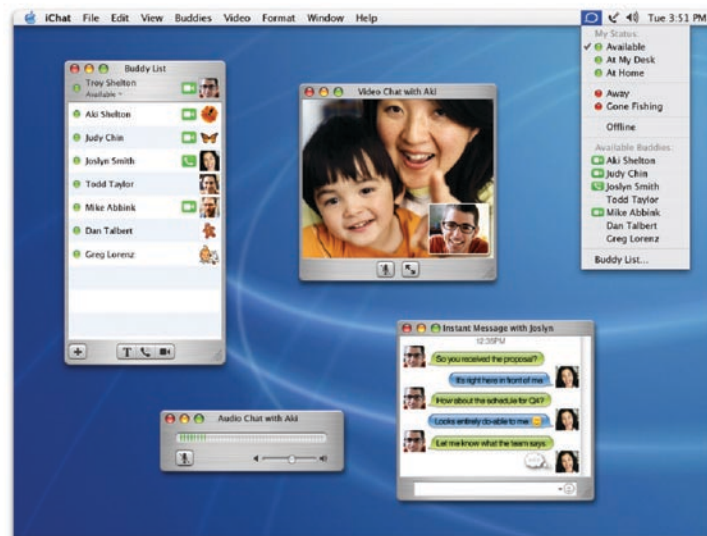 iChat File Edit View Buddies Video Format Window Help Tue 3:51 PM
Buddy List
Troy Shelton
Available
Aki Shelton
Judy Chin
Joslyn Smith
Todd Taylor
Mike Abbink
Dan Talbert
Greg Lorenz
T
Video Chat with Aki
My Status:
Available
At My Desk
At Home
Away
Gone Fishing
Offline
Available Buddies:
Aki Shelton
Judy Chin
Joslyn Smith
Todd Taylor
Mike Abbink
Dan Talbert
Greg Lorenz
Buddy List...
Audio Chat with Aki
Instant Message with Joslyn
12:35PM
So you received the proposal?
It's right here in front of me
How about the schedule for Q4?
Looks entirely do-able to me
Let me know what the team says